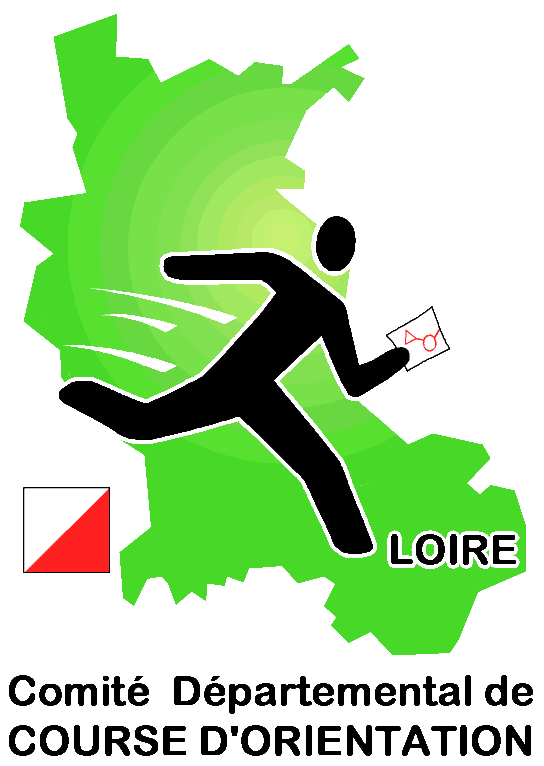 LOIRE
Comité Départemental de
COURSE D'ORIENTATION